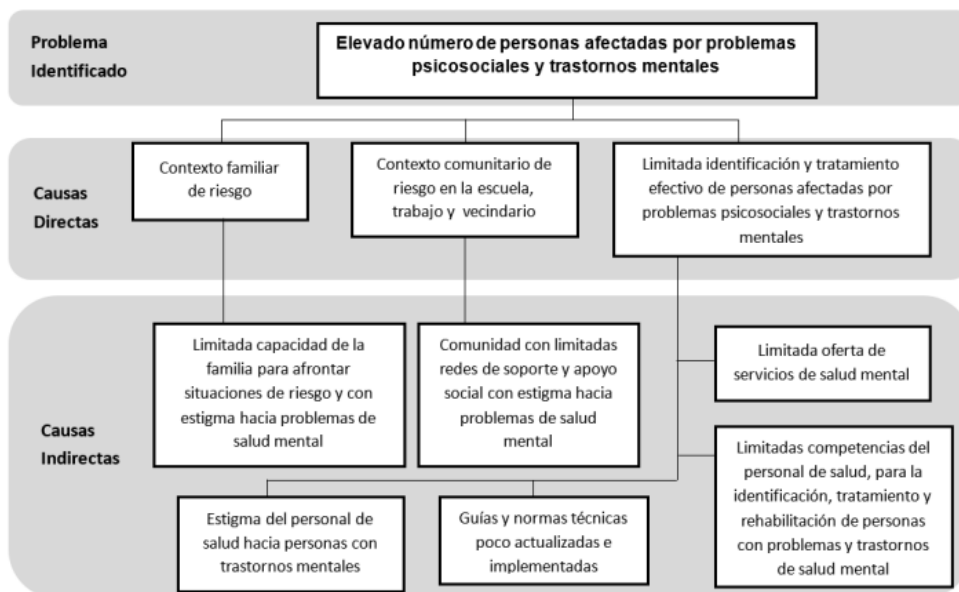 Problema
Identificado
Elevado número de personas afectadas por problemas
psicosociales y trastornos mentales
Causas
Directas
Contexto familiar
de riesgo
Contexto comunitario de
riesgo en la escuela,
trabajo y vecindario
Limitada identificación y tratamiento
efectivo de personas afectadas por
problemas psicosociales y trastornos
mentales
Causas
Indirectas
Limitada capacidad de la
familia para afrontar
situaciones de riesgo y con
estigma hacia problemas de
salud mental
Comunidad con limitadas
redes de soporte y apoyo
social con estigma hacia
problemas de salud
mental
Limitada oferta de
servicios de salud mental
Limitadas competencias del
personal de salud, para la
identificación, tratamiento y
rehabilitación de personas
con problemas y trastornos
de salud mental
Estigma del personal de
salud hacia personas con
trastornos mentales
Guías y normas técnicas
poco actualizadas e
implementadas